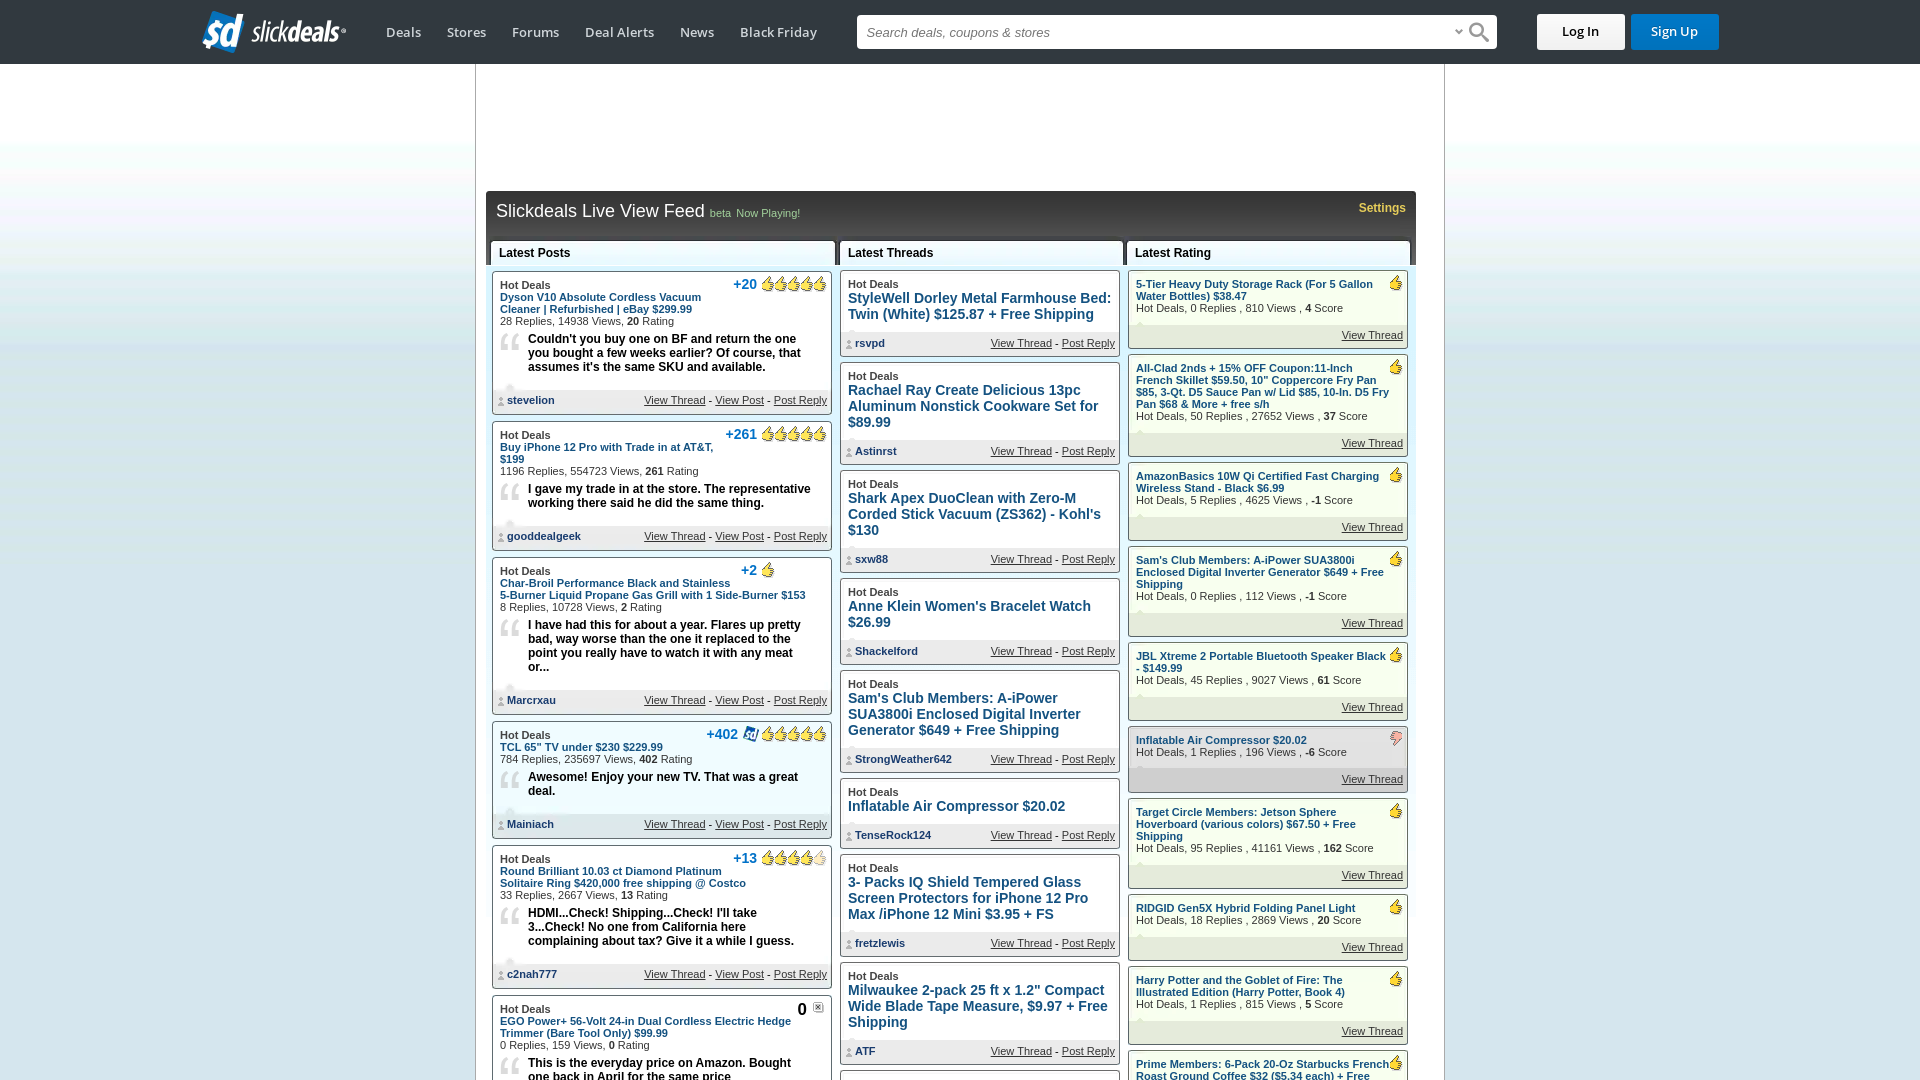 slickdeals
Deals
Stores
Forums
Deal Alerts
News
Black Friday
Search deals, coupons & stores
Log In
Sign Up
Slickdeals Live View Feed beta Now Playing!
Settings
Latest Posts
Hot Deals
+20
Dyson V10 Absolute Cordless Vacuum
Cleaner | Refurbished | eBay $299.99
28 Replies, 14938 Views, 20 Rating
Couldn't you buy one on BF and return the one
you bought a few weeks earlier? Of course, that
assumes it's the same SKU and available.
stevelion
View Thread - View Post - Post Reply
Hot Deals
+261
Buy iPhone 12 Pro with Trade in at AT&T,
$199
1196 Replies, 554723 Views, 261 Rating
I gave my trade in at the store. The representative
working there said he did the same thing.
gooddealgeek
View Thread - View Post - Post Reply
Hot Deals
+2
Char-Broil Performance Black and Stainless
5-Burner Liquid Propane Gas Grill with 1 Side-Burner $153
8 Replies, 10728 Views, 2 Rating
I have had this for about a year. Flares up pretty
bad, way worse than the one it replaced to the
point you really have to watch it with any meat
or...
Marcrxau
View Thread - View Post - Post Reply
Hot Deals
+402 sd
TCL 65" TV under $230 $229.99
784 Replies, 235697 Views, 402 Rating
Awesome! Enjoy your new TV. That was a great
deal.
Mainiach
View Thread - View Post - Post Reply
Hot Deals
+13
Round Brilliant 10.03 ct Diamond Platinum
Solitaire Ring $420,000 free shipping @ Costco
33 Replies, 2667 Views, 13 Rating
HDMI...Check! Shipping...Check! I'll take
3...Check! No one from California here
complaining about tax? Give it a while I guess.
c2nah777
View Thread - View Post - Post Reply
Hot Deals
0
EGO Power+ 56-Volt 24-in Dual Cordless Electric Hedge
Trimmer (Bare Tool Only) $99.99
0 Replies, 159 Views, 0 Rating
This is the everyday price on Amazon. Bought
one back in April for the same price
Latest Threads
Hot Deals
StyleWell Dorley Metal Farmhouse Bed:
Twin (White) $125.87 + Free Shipping
rsvpd
View Thread - Post Reply
Hot Deals
Rachael Ray Create Delicious 13pc
Aluminum Nonstick Cookware Set for
$89.99
Astinrst
View Thread - Post Reply
Hot Deals
Shark Apex DuoClean with Zero-M
Corded Stick Vacuum (ZS362) - Kohl's
$130
sxw88
View Thread - Post Reply
Hot Deals
Anne Klein Women's Bracelet Watch
$26.99
Shackelford
View Thread - Post Reply
Hot Deals
Sam's Club Members: A-iPower
SUA3800i Enclosed Digital Inverter
Generator $649 + Free Shipping
StrongWeather642
View Thread - Post Reply
Hot Deals
Inflatable Air Compressor $20.02
TenseRock124
View Thread - Post Reply
Hot Deals
3- Packs IQ Shield Tempered Glass
Screen Protectors for iPhone 12 Pro
Max /iPhone 12 Mini $3.95 + FS
fretzlewis
View Thread - Post Reply
Hot Deals
Milwaukee 2-pack 25 ft x 1.2" Compact
Wide Blade Tape Measure, $9.97 + Free
Shipping
ATF
View Thread - Post Reply
Latest Rating
5-Tier Heavy Duty Storage Rack (For 5 Gallon
Water Bottles) $38.47
Hot Deals, 0 Replies , 810 Views , 4 Score
View Thread
All-Clad 2nds + 15% OFF Coupon:11-Inch
French Skillet $59.50, 10" Coppercore Fry Pan
$85, 3-Qt. D5 Sauce Pan w/ Lid $85, 10-In. D5 Fry
Pan $68 & More + free s/h
Hot Deals, 50 Replies , 27652 Views , 37 Score
View Thread
AmazonBasics 10W Qi Certified Fast Charging
Wireless Stand - Black $6.99
Hot Deals, 5 Replies , 4625 Views , -1 Score
View Thread
Sam's Club Members: A-iPower SUA3800i
Enclosed Digital Inverter Generator $649 + Free
Shipping
Hot Deals, 0 Replies , 112 Views , -1 Score
View Thread
JBL Xtreme 2 Portable Bluetooth Speaker Black
- $149.99
Hot Deals, 45 Replies , 9027 Views , 61 Score
View Thread
Inflatable Air Compressor $20.02
Hot Deals, 1 Replies , 196 Views , -6 Score
View Thread
Target Circle Members: Jetson Sphere
Hoverboard (various colors) $67.50 + Free
Shipping
Hot Deals, 95 Replies , 41161 Views , 162 Score
View Thread
RIDGID Gen5X Hybrid Folding Panel Light
Hot Deals, 18 Replies , 2869 Views , 20 Score
View Thread
Harry Potter and the Goblet of Fire: The
Illustrated Edition (Harry Potter, Book 4)
Hot Deals, 1 Replies , 815 Views , 5 Score
View Thread
Prime Members: 6-Pack 20-Oz Starbucks French
Roast Ground Coffee $32 ($5.34 each) + Free